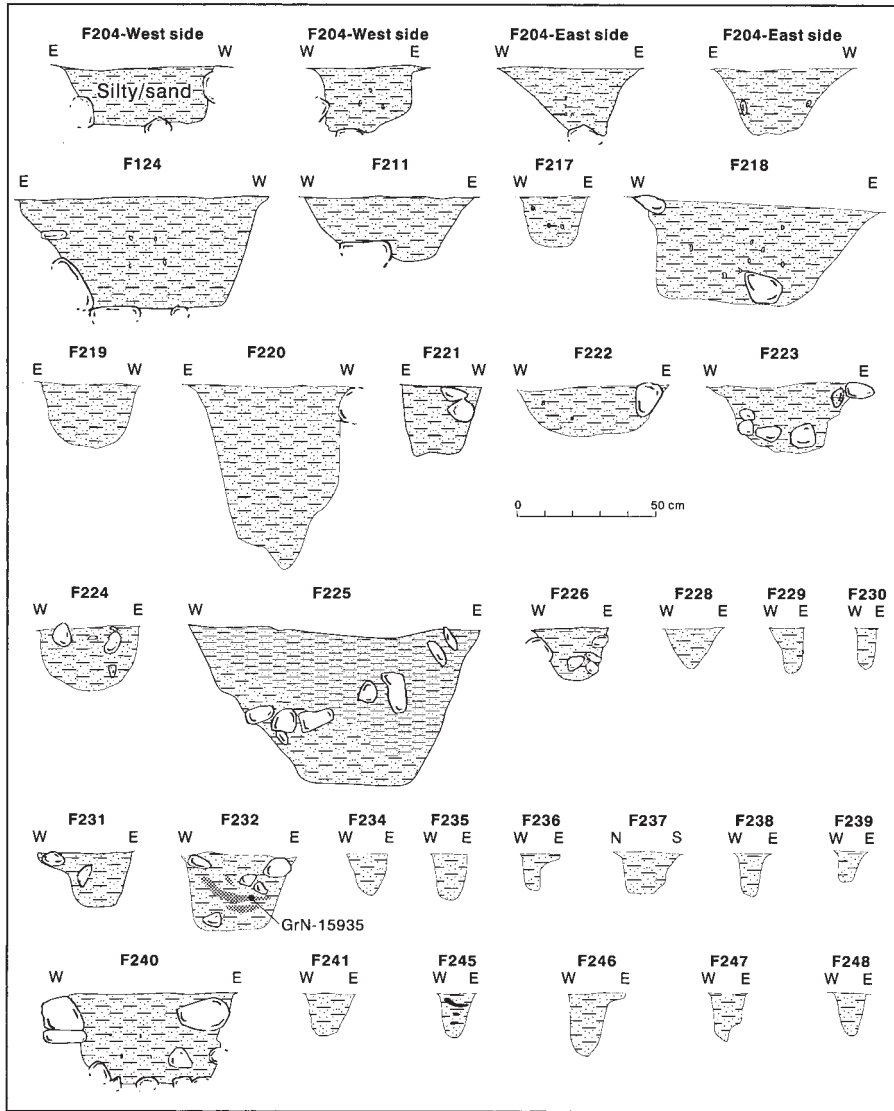 F204-West side F204-West side F204-East side F204-East side
E W W E W E E W
Silty/sand
F124 F211 F217 F218
E W W E W E W E
F219 F220 F221 F222 F223
E W E W E W W E W E
0 50 cm
F224 F225 F226 F228 F229 F230
W E W E W E W E W E W E
F231 F232 F234 F235 F236 F237 F238 F239
W E W E W E W E W E N S W E W E
GrN-15935
F240 F241 F245 F246 F247 F248
W E W E W E W E W E W E